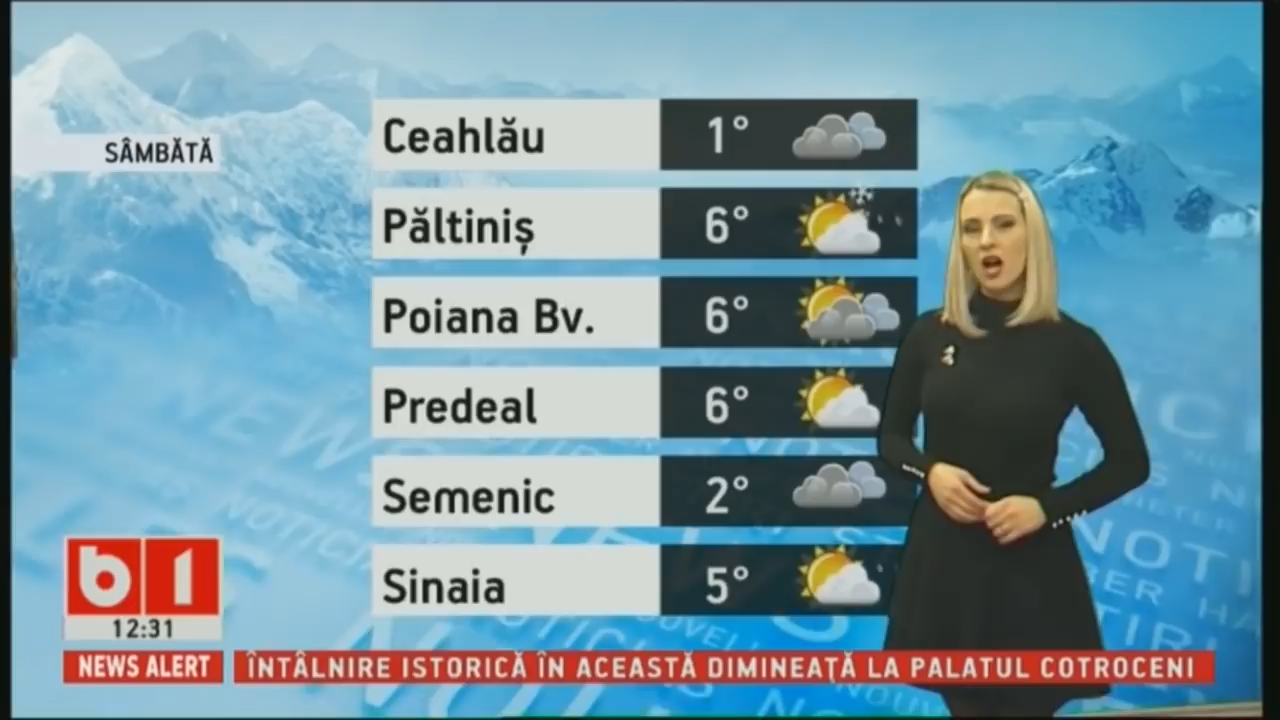 SÂMBĂTĂ
Ceahlău 1°
Păltiniș 6°
Poiana Bv. 6°
Predeal 6°
Semenic 2°
Sinaia 5°
b1
12:31
NEWS ALERT
ÎNTÂLNIRE ISTORICĂ ÎN ACEASTĂ DIMINEAȚĂ LA PALATUL COTROCENI